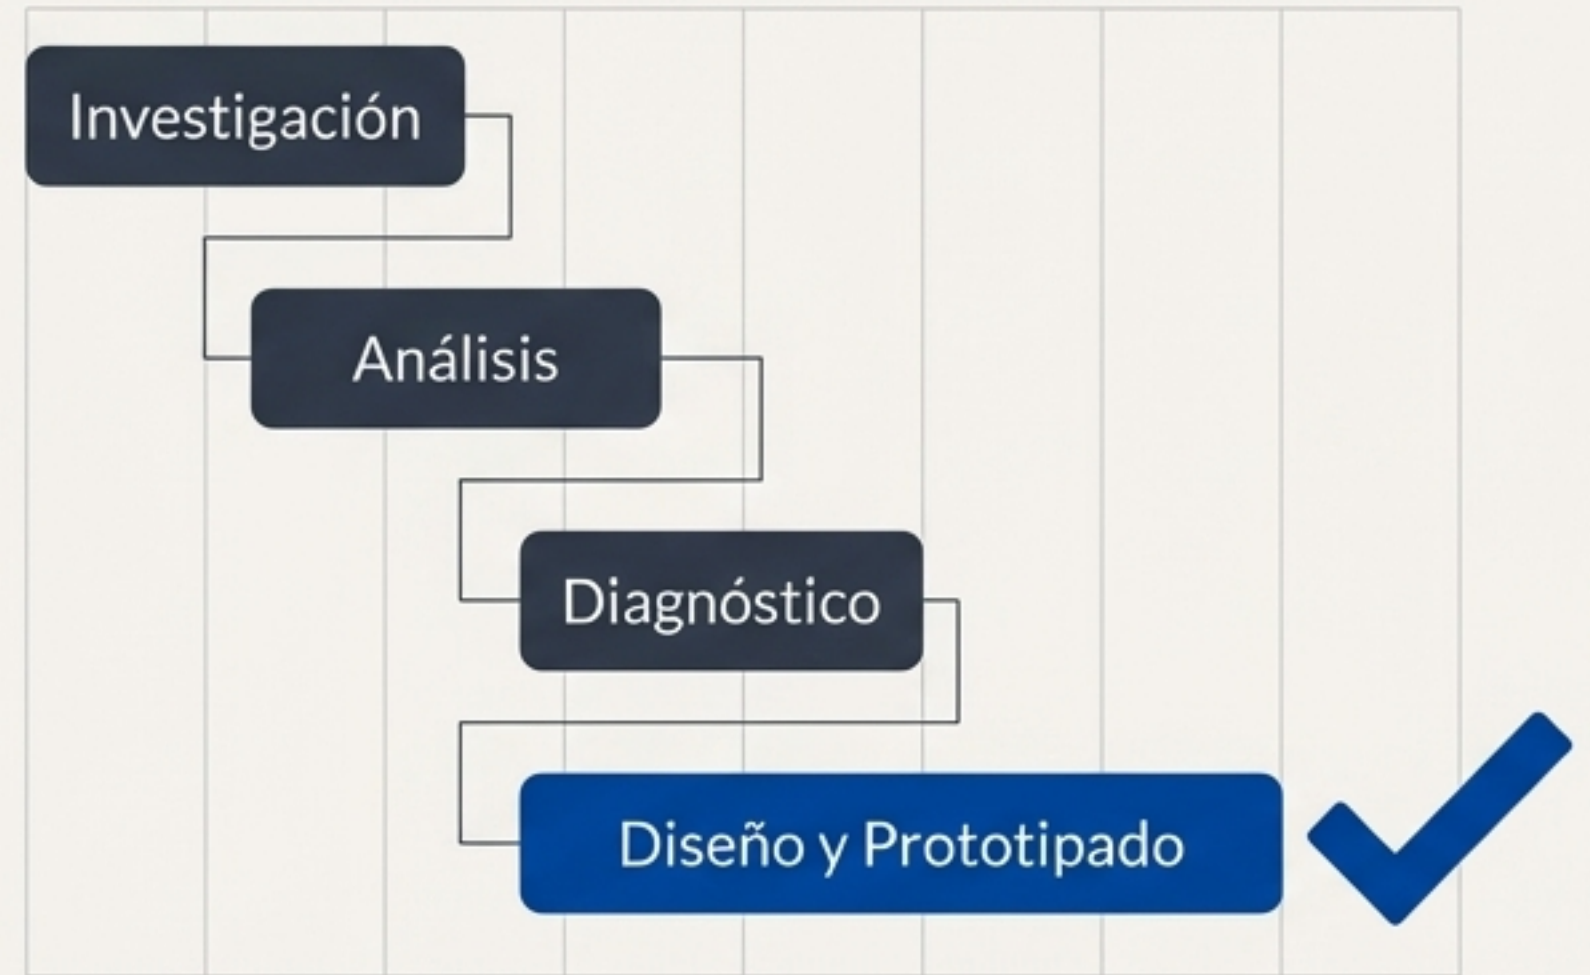 Investigación
Análisis
Diagnóstico
Diseño y Prototipado